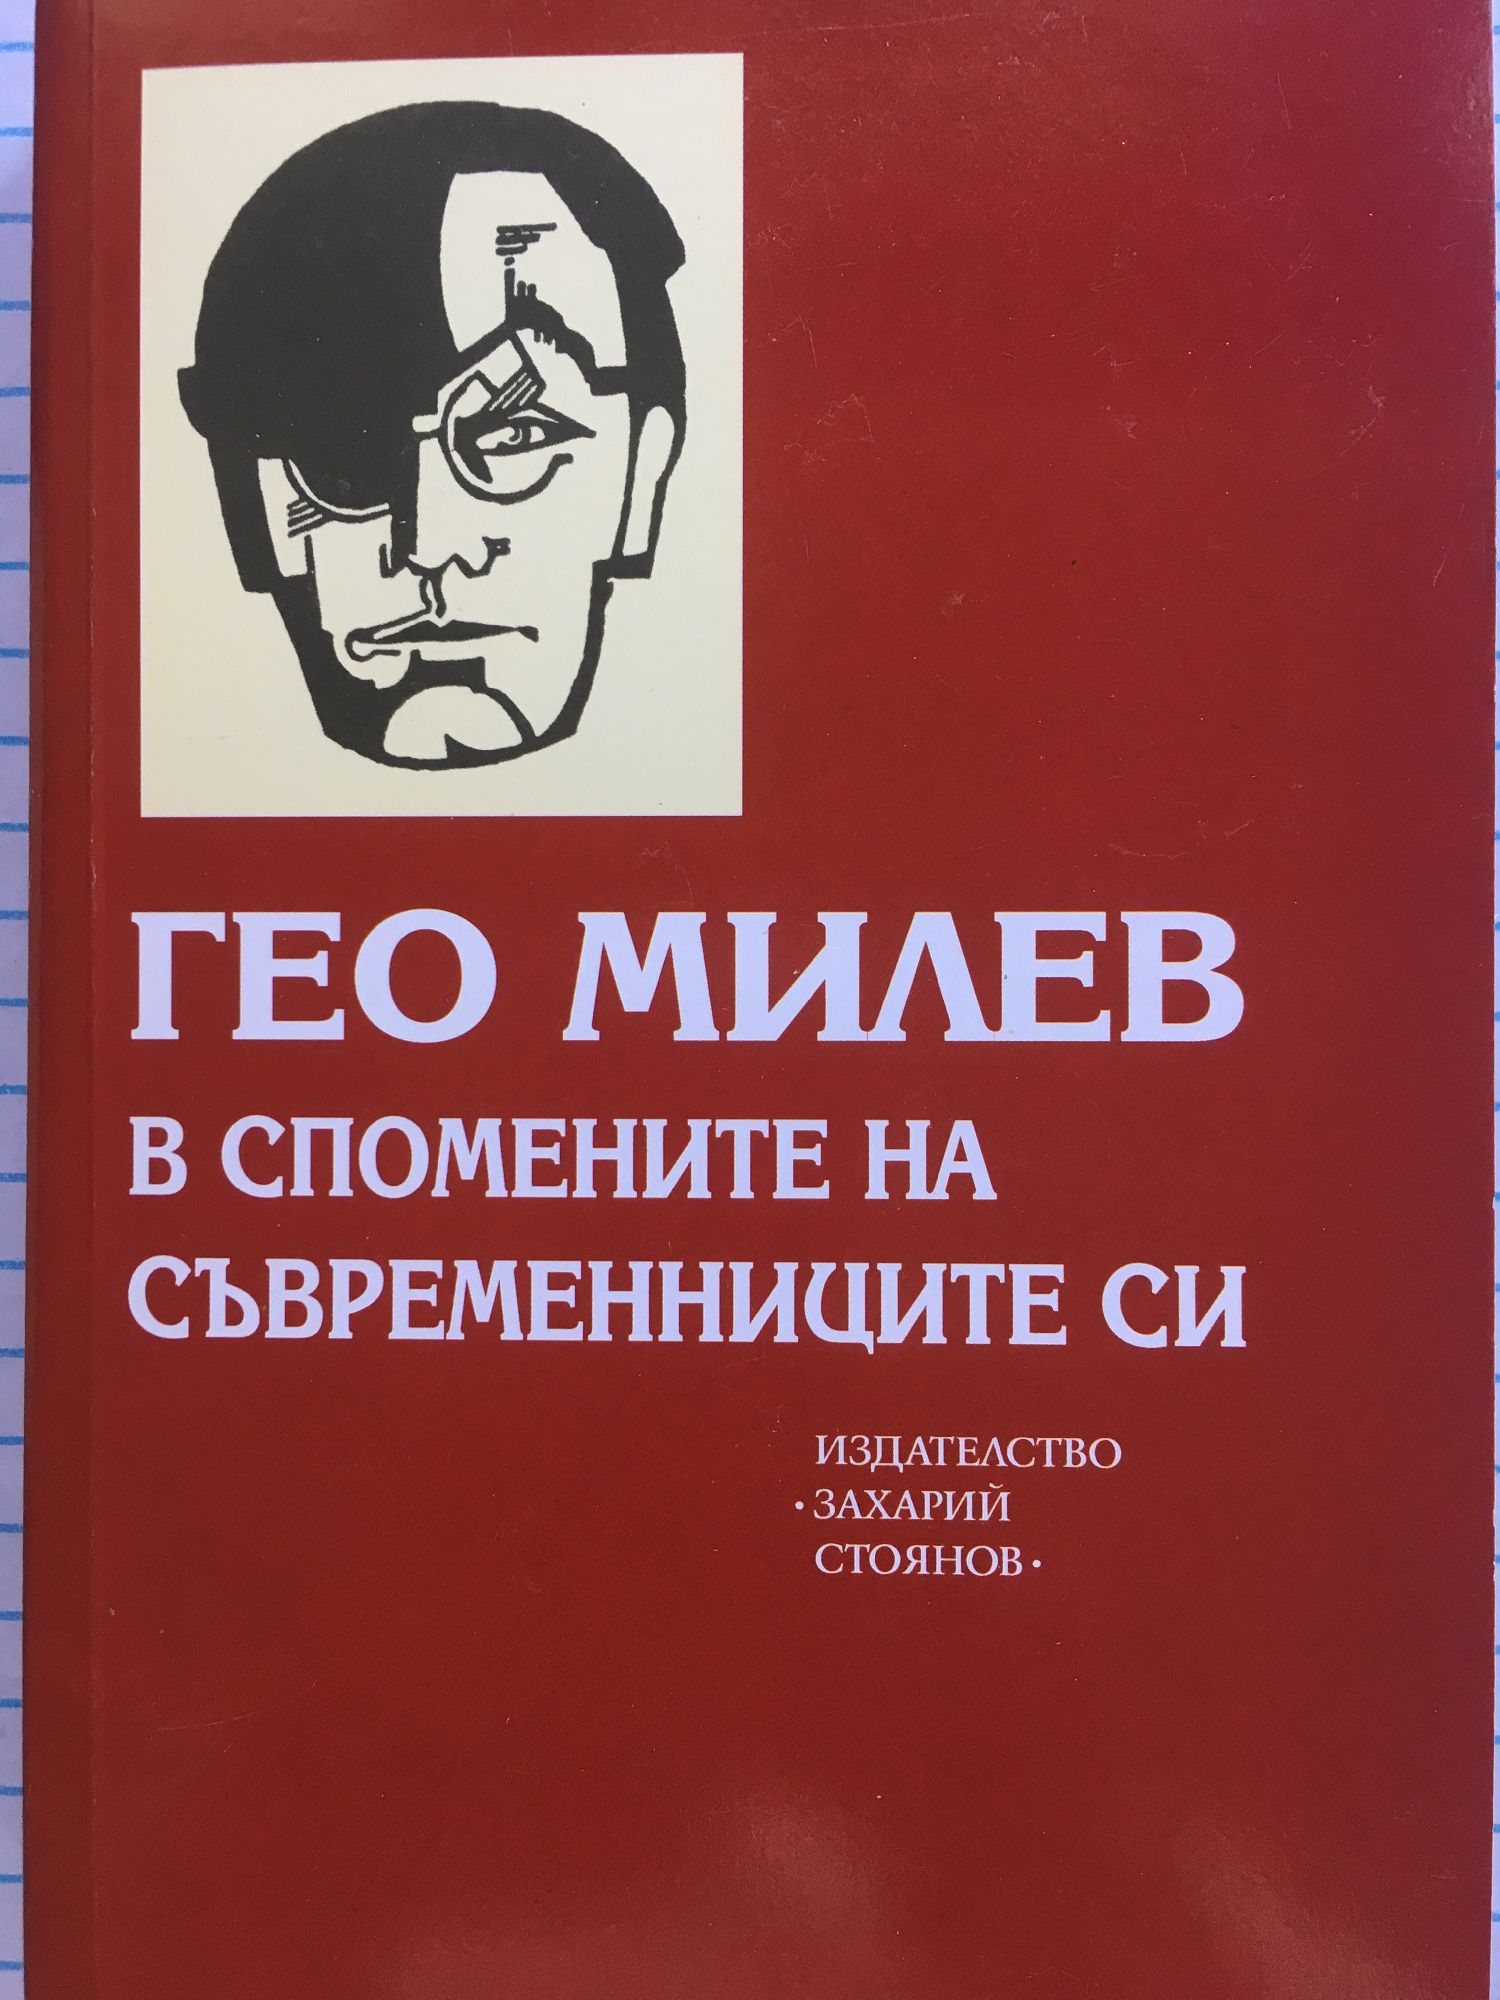 ГЕО МИЛЕВ
В СПОМЕНИТЕ НА
СЪВРЕМЕННИЦИТЕ СИ
ИЗДАТЕЛСТВО
• ЗАХАРИЙ
СТОЯНОВ •